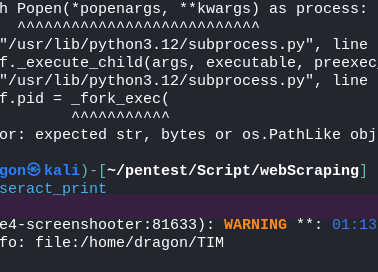 h Popen(*popenargs, **kwargs) as process:
^^^^^^^^^^^^^^^^^^^^^^^^^^^
"/usr/lib/python3.12/subprocess.py", line
f._execute_child(args, executable, preexec_
"/usr/lib/python3.12/subprocess.py", line
f.pid = _fork_exec(
^^^^^^^^^^^
or: expected str, bytes or os.PathLike obj
gon㉿kali)-[~/pentest/Script/webScraping]
seract_print
e4-screenshooter:81633): WARNING **: 01:13
fo: file:/home/dragon/TIM